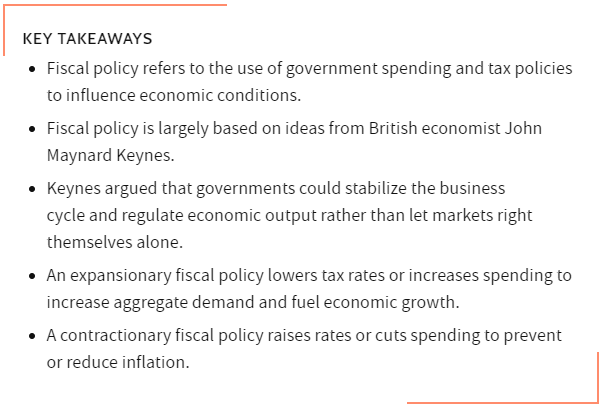 KEY TAKEAWAYS
• Fiscal policy refers to the use of government spending and tax policies
to influence economic conditions.
• Fiscal policy is largely based on ideas from British economist John
Maynard Keynes.
• Keynes argued that governments could stabilize the business
cycle and regulate economic output rather than let markets right
themselves alone.
• An expansionary fiscal policy lowers tax rates or increases spending to
increase aggregate demand and fuel economic growth.
• A contractionary fiscal policy raises rates or cuts spending to prevent
or reduce inflation.